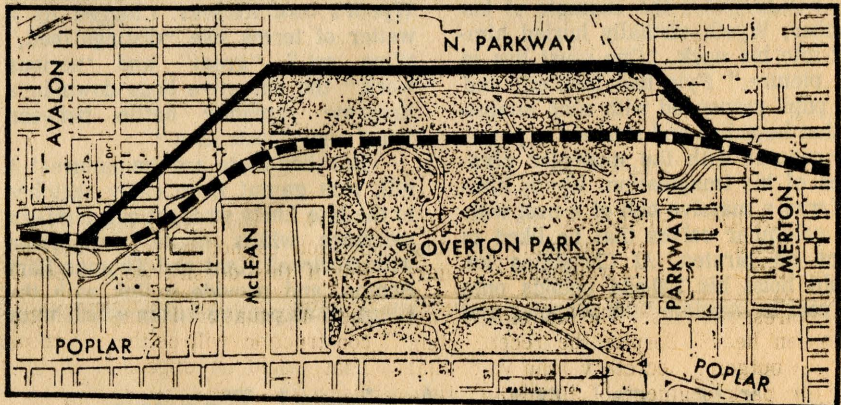 N. PARKWAY
AVALON
McLEAN
OVERTON PARK
PARKWAY
MERTON
POPLAR
POPLAR